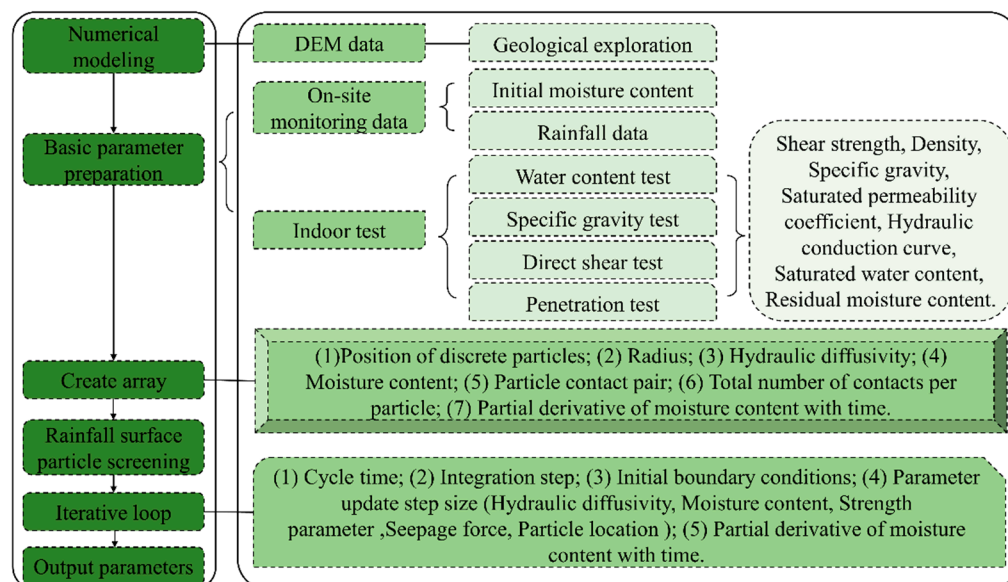 Numerical
modeling
DEM data
Geological exploration
On-site
monitoring data
Initial moisture content
Rainfall data
Basic parameter
preparation
Indoor test
Water content test
Specific gravity test
Direct shear test
Penetration test
Shear strength, Density,
Specific gravity,
Saturated permeability
coefficient, Hydraulic
conduction curve,
Saturated water content,
Residual moisture content.
Create array
(1)Position of discrete particles; (2) Radius; (3) Hydraulic diffusivity; (4)
Moisture content; (5) Particle contact pair; (6) Total number of contacts per
particle; (7) Partial derivative of moisture content with time.
Rainfall surface
particle screening
Iterative loop
(1) Cycle time; (2) Integration step; (3) Initial boundary conditions; (4) Parameter
update step size (Hydraulic diffusivity, Moisture content, Strength
parameter ,Seepage force, Particle location ); (5) Partial derivative of moisture
content with time.
Output parameters